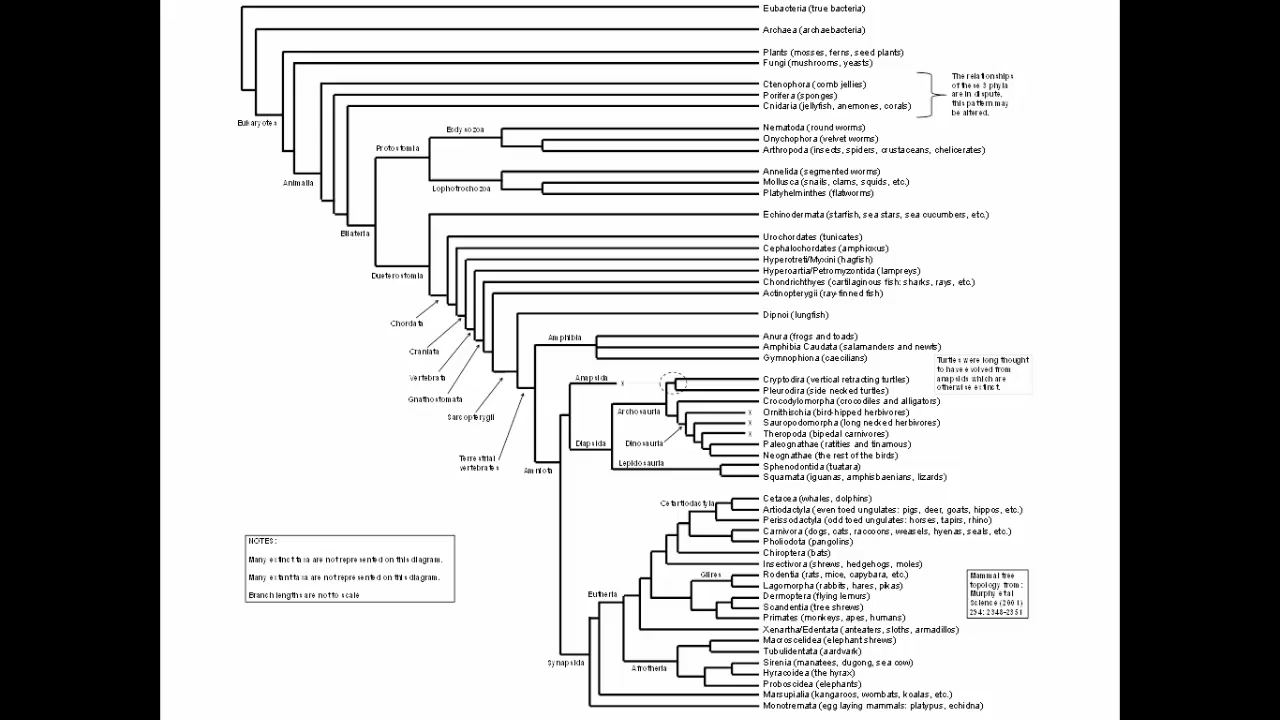 Eubacteria (true bacteria)
Archaea (archaebacteria)
Plants (mosses, ferns, seed plants)
Fungi (mushrooms, yeasts)
Ctenophora (comb jellies)
Porifera (sponges)
Cnidaria (jellyfish, anemones, corals)
The relationships
of these 3 phyla
are in dispute,
this pattern may
be altered.
Eukaryotes
Nematoda (round worms)
Ecdysozoa
Onychophora (velvet worms)
Protostomia
Arthropoda (insects, spiders, crustaceans, chelicerates)
Annelida (segmented worms)
Animalia
Mollusca (snails, clams, squids, etc.)
Lophotrochozoa
Platyhelminthes (flatworms)
Echinodermata (starfish, sea stars, sea cucumbers, etc.)
Bilateria
Urochordates (tunicates)
Cephalochordates (amphioxus)
Hyperotreti/Myxini (hagfish)
Hyperoartia/Petromyzontida (lampreys)
Dueterostomia
Chondrichthyes (cartilaginous fish: sharks, rays, etc.)
Actinopterygii (ray-finned fish)
Dipnoi (lungfish)
Chordata
Anura (frogs and toads)
Amphibia
Amphibia Caudata (salamanders and newts)
Craniata
Gymnophiona (caecilians)
Turtles were long thought
to have evolved from
anapsids which are
otherwise extinct.
Vertebrata
Anapsida
x
Cryptodira (vertical retracting turtles)
Pleurodira (side necked turtles)
Gnathostomata
Crocodylomorpha (crocodiles and alligators)
Archosauria
x Ornithischia (bird-hipped herbivores)
Sarcopterygii
x Sauropodomorpha (long necked herbivores)
x Theropoda (bipedal carnivores)
Diapsida
Dinosauria
Paleognathae (ratities and tinamous)
Neognathae (the rest of the birds)
Terrestrial
vertebrates
Lepidosauria
Sphenodontida (tuatara)
Amniota
Squamata (iguanas, amphisbaenians, lizards)
Cetacea (whales, dolphins)
Cetartiodactyla
Artiodactyla (even toed ungulates: pigs, deer, goats, hippos, etc.)
Perissodactyla (odd toed ungulates: horses, tapirs, rhino)
Carnivora (dogs, cats, raccoons, weasels, hyenas, seals, etc.)
Pholiodota (pangolins)
Chiroptera (bats)
Insectivora (shrews, hedgehogs, moles)
NOTES:
Many extinct taxa are not represented on this diagram.
Many extant taxa are not represented on this diagram.
Branch lengths are not to scale
Glires
Rodentia (rats, mice, capybara, etc.)
Lagomorpha (rabbits, hares, pikas)
Eutheria
Dermoptera (flying lemurs)
Scandentia (tree shrews)
Primates (monkeys, apes, humans)
Mammal tree
topology from:
Murphy et al
Science (2001)
294: 2348-2351
Xenartha/Edentata (anteaters, sloths, armadillos)
Macroscelidea (elephant shrews)
Tubulidentata (aardvark)
Synapsida
Afrotheria
Sirenia (manatees, dugong, sea cow)
Hyracoidea (the hyrax)
Proboscidea (elephants)
Marsupialia (kangaroos, wombats, koalas, etc.)
Monotremata (egg laying mammals: platypus, echidna)